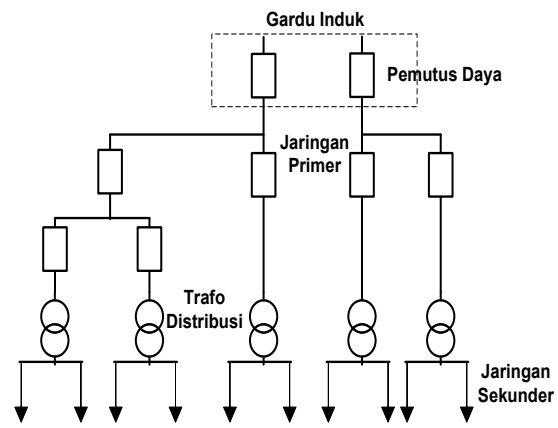 Gardu Induk
Pemutus Daya
Jaringan
Primer
Trafo
Distribusi
Jaringan
Sekunder